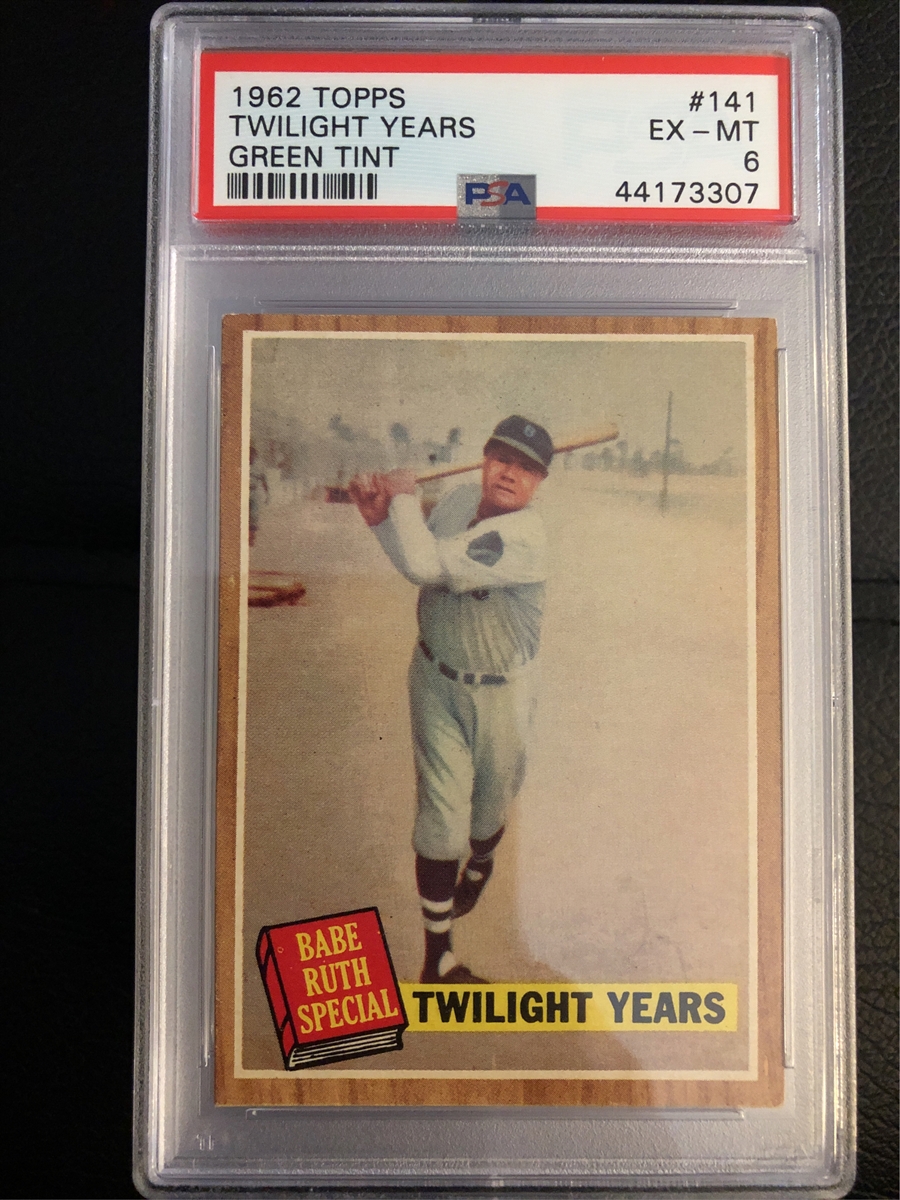 1962 TOPPS #141
TWILIGHT YEARS EX - MT
GREEN TINT 6
PSA 44173307
BABE
RUTH
SPECIAL
TWILIGHT YEARS